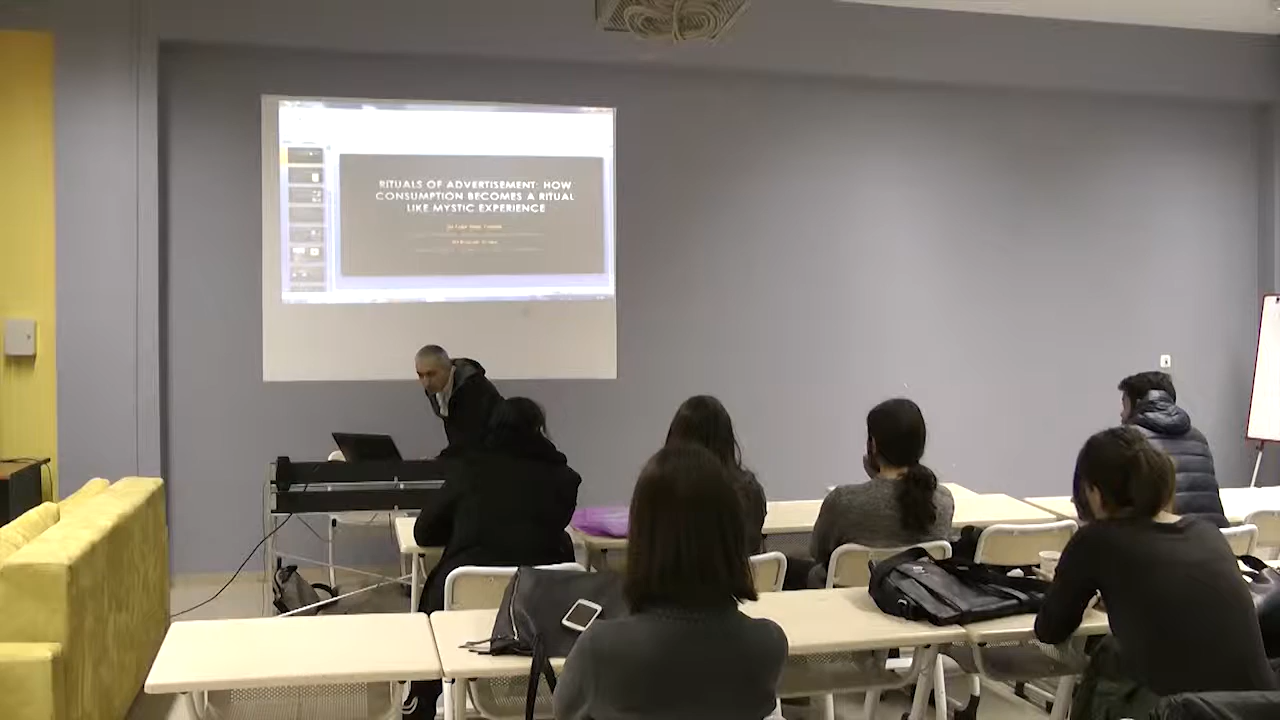 RITUALS OF ADVERTISEMENT: HOW
CONSUMPTION BECOMES A RITUAL
LIKE MYSTIC EXPERIENCE